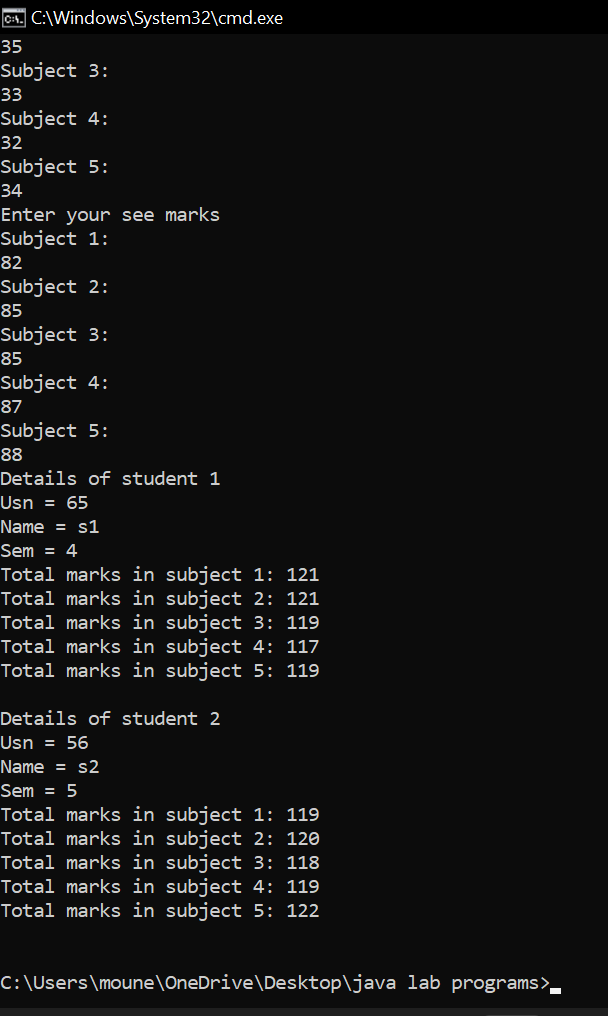 C:\Windows\System32\cmd.exe
35
Subject 3:
33
Subject 4:
32
Subject 5:
34
Enter your see marks
Subject 1:
82
Subject 2:
85
Subject 3:
85
Subject 4:
87
Subject 5:
88
Details of student 1
Usn = 65
Name = s1
Sem = 4
Total marks in subject 1: 121
Total marks in subject 2: 121
Total marks in subject 3: 119
Total marks in subject 4: 117
Total marks in subject 5: 119

Details of student 2
Usn = 56
Name = s2
Sem = 5
Total marks in subject 1: 119
Total marks in subject 2: 120
Total marks in subject 3: 118
Total marks in subject 4: 119
Total marks in subject 5: 122

C:\Users\moune\OneDrive\Desktop\java lab programs>